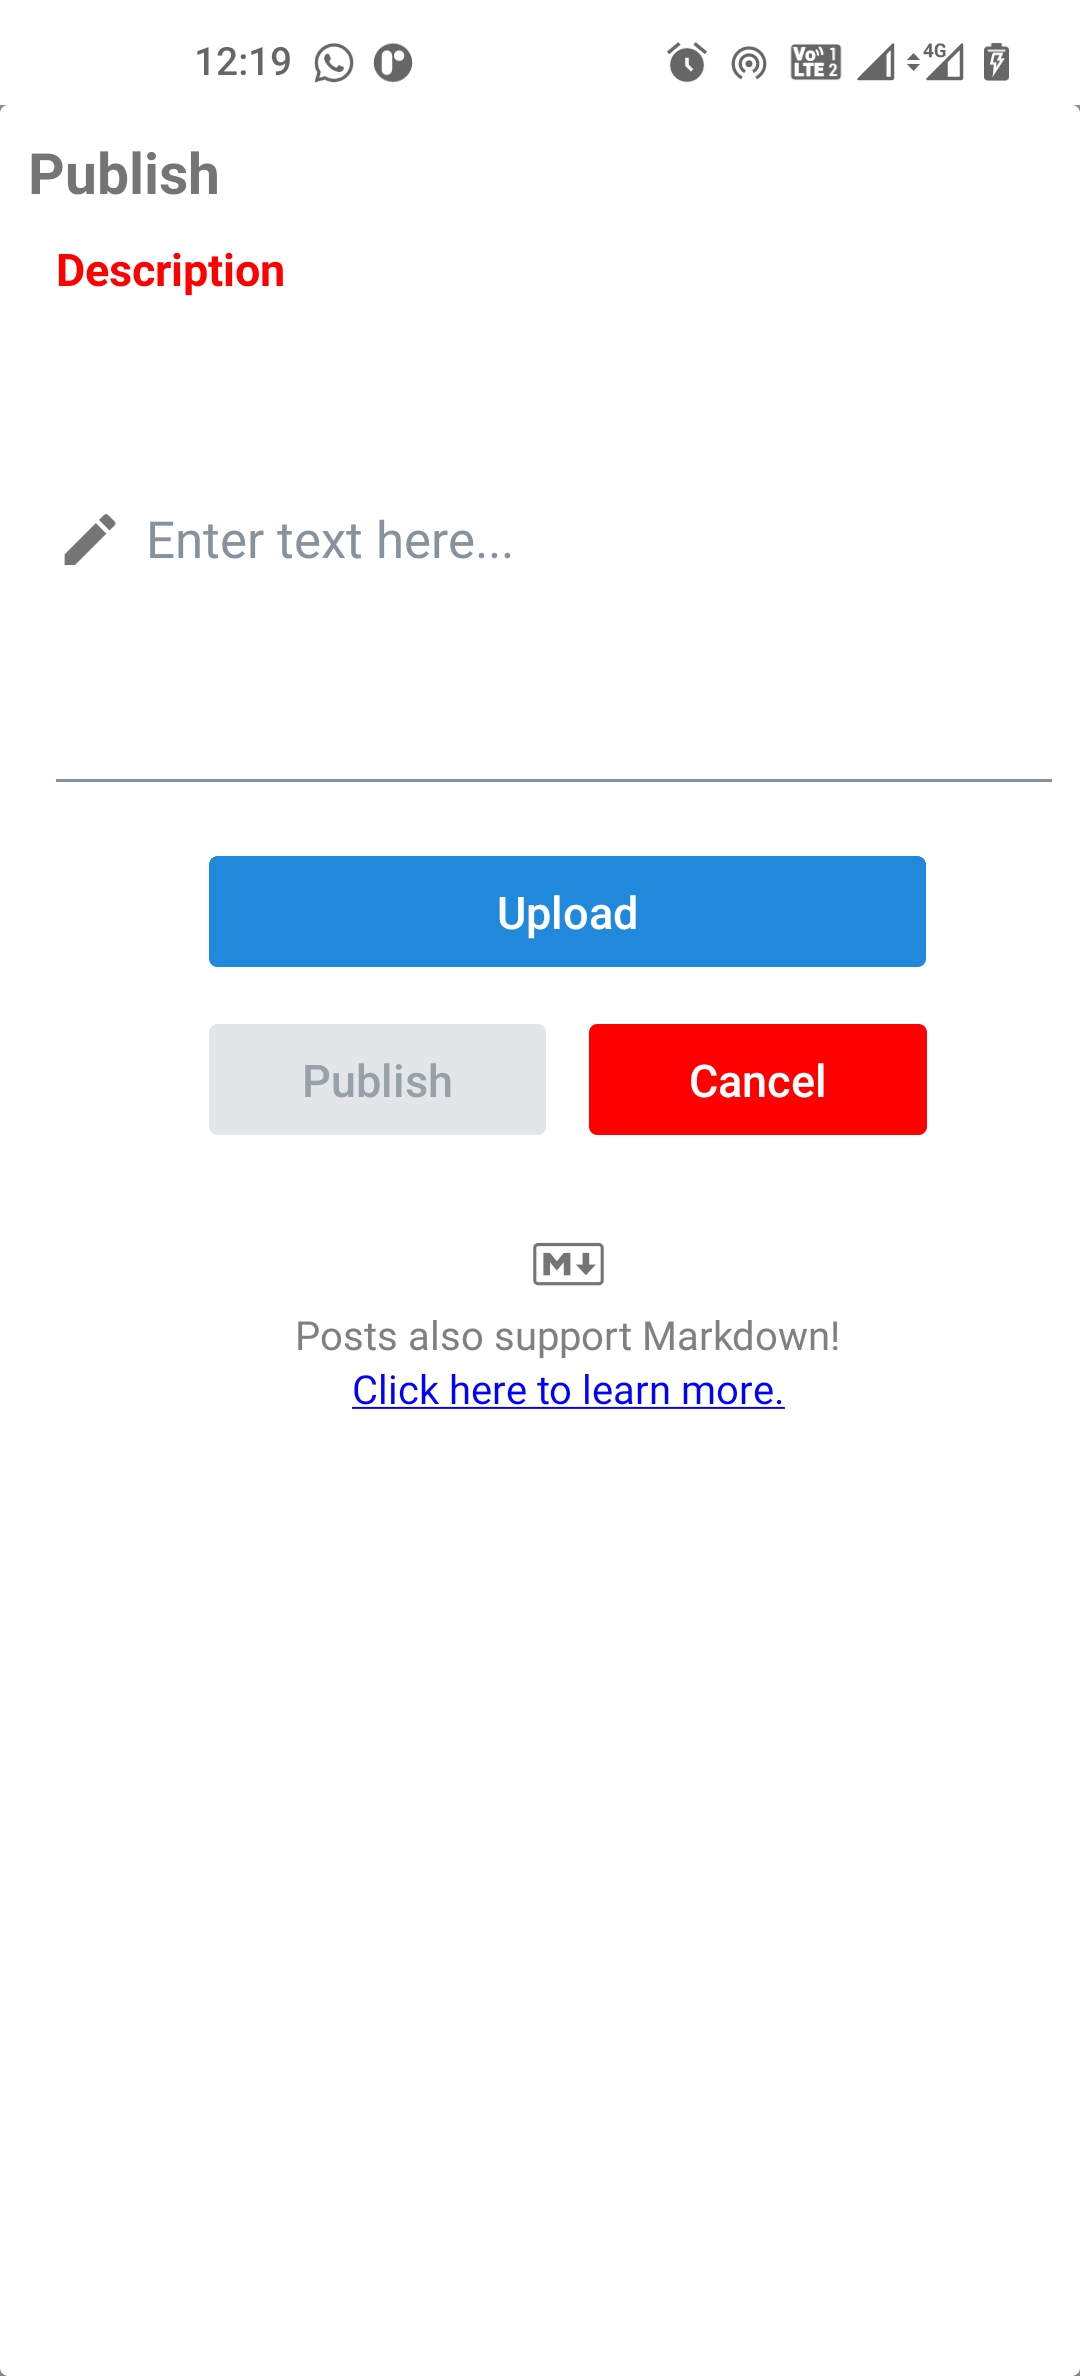 12:19
Vo 1
LTE 2
4G
Publish
Description
Enter text here...
Upload
Publish
Cancel
M
Posts also support Markdown!
Click here to learn more.